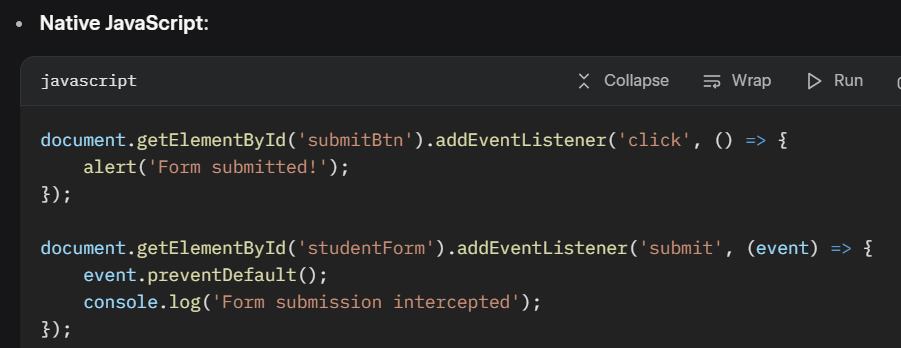 • Native JavaScript:
javascript Collapse Wrap Run
document.getElementById('submitBtn').addEventListener('click', () => {
    alert('Form submitted!');
});
document.getElementById('studentForm').addEventListener('submit', (event) => {
    event.preventDefault();
    console.log('Form submission intercepted');
});